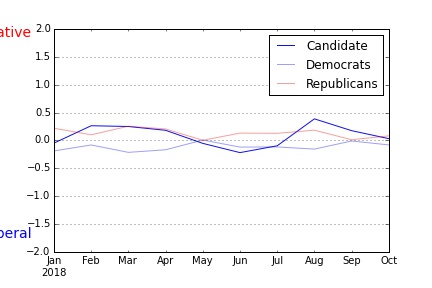 2.0
ative
1.5
1.0
0.5
0.0
−0.5
−1.0
−1.5
beral
−2.0
Candidate
Democrats
Republicans
Jan Feb Mar Apr May Jun Jul Aug Sep Oct
2018